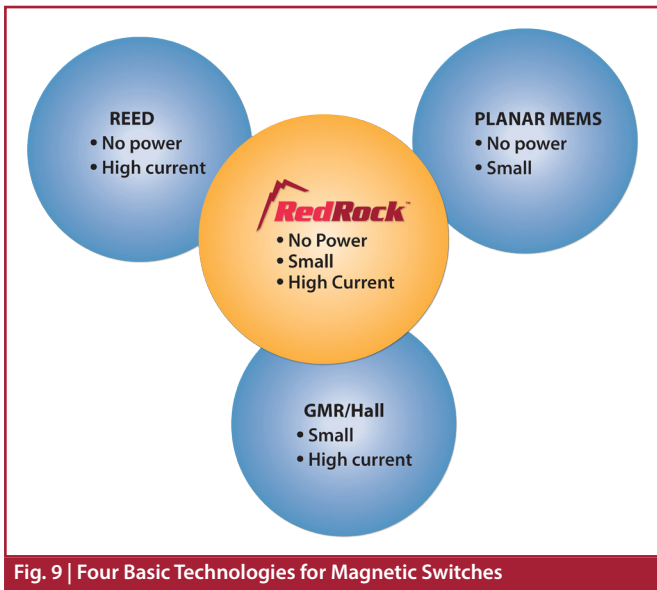 REED
• No power
• High current
PLANAR MEMS
• No power
• Small
RedRock™
• No Power
• Small
• High Current
GMR/Hall
• Small
• High current
Fig. 9 | Four Basic Technologies for Magnetic Switches